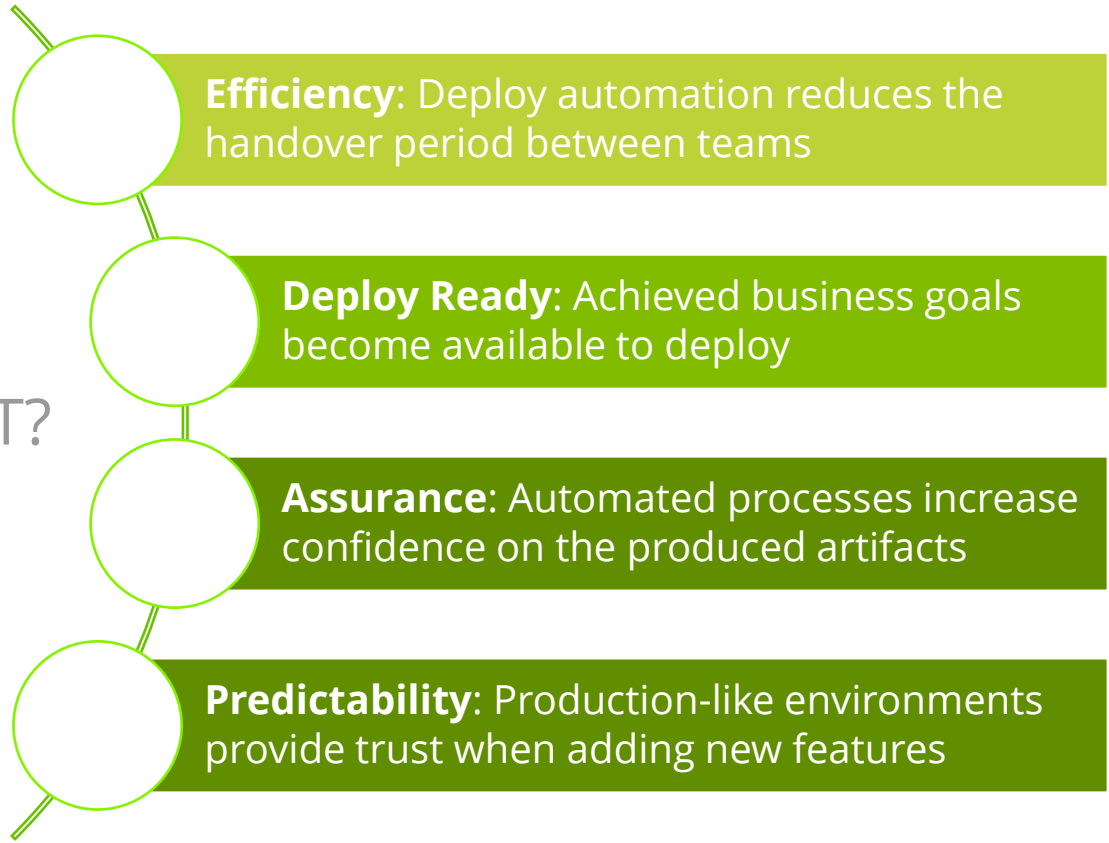 Efficiency: Deploy automation reduces the
handover period between teams
Deploy Ready: Achieved business goals
become available to deploy
T?
Assurance: Automated processes increase
confidence on the produced artifacts
Predictability: Production-like environments
provide trust when adding new features